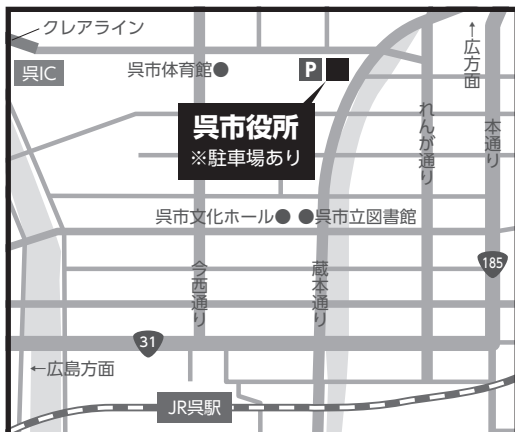 クレアライン
呉IC
呉市体育館●
P
↑広方面
呉市役所
※駐車場あり
れんが通り
本通り
呉市文化ホール● ●呉市立図書館
今西通り
蔵本通り
185
31
←広島方面
JR呉駅